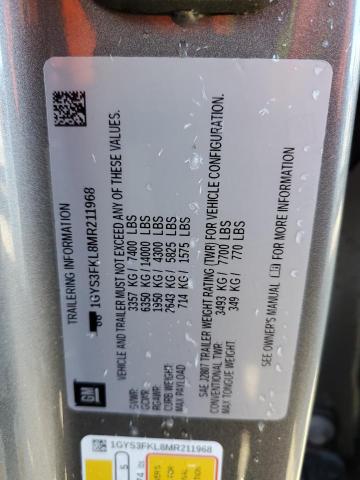 TRAILERING INFORMATION
1GYS3FKL8MR211968
VEHICLE AND TRAILER MUST NOT EXCEED ANY OF THESE VALUES.
GVWR: 3357 KG / 7400 LBS
GCWR: 6350 KG / 14000 LBS
RGAWR: 1950 KG / 4300 LBS
CURB WEIGHT: 2643 KG / 5825 LBS
MAX PAYLOAD: 714 KG / 1575 LBS
SAE J2807 TRAILER WEIGHT RATING (TWR) FOR VEHICLE CONFIGURATION.
CONVENTIONAL TWR: 3493 KG / 7700 LBS
MAX TONGUE WEIGHT: 349 KG / 770 LBS
SEE OWNER'S MANUAL FOR MORE INFORMATION
GM
1GYS3FKL8MR211968
5